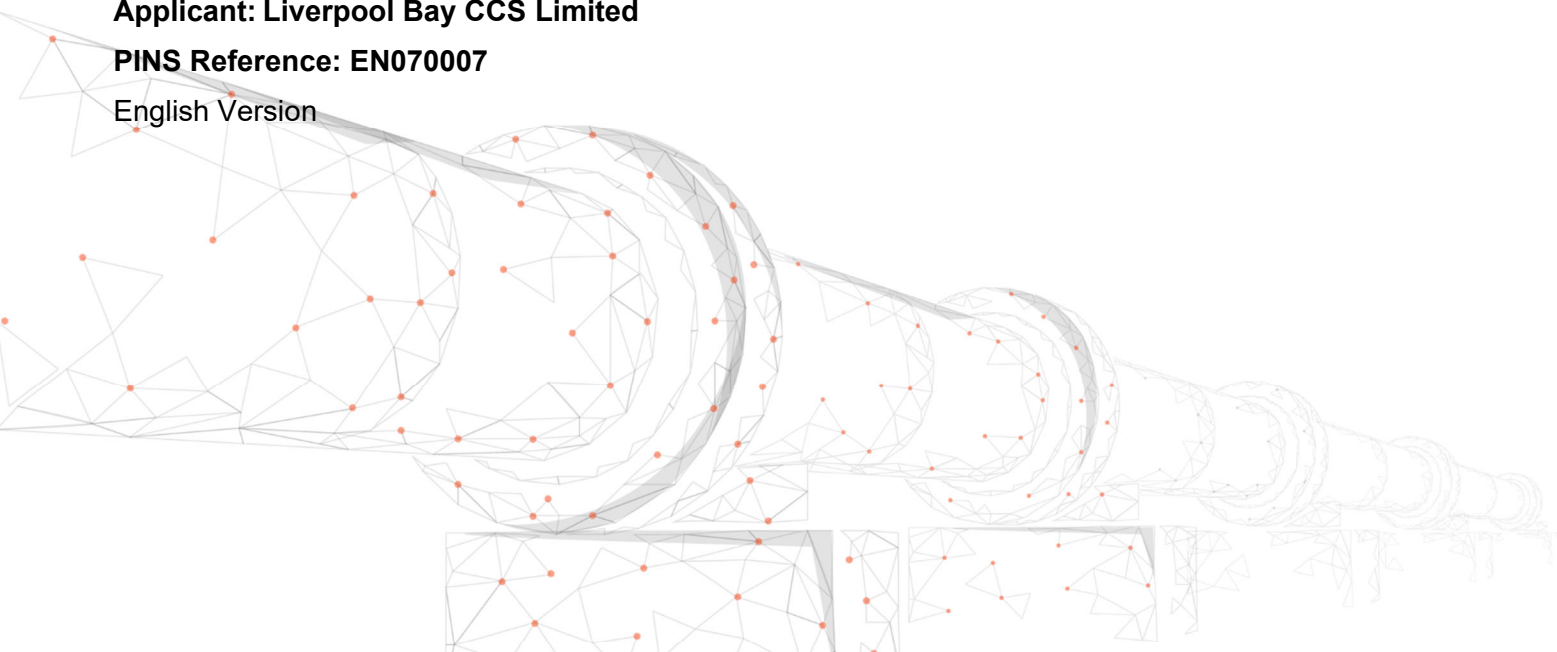 Applicant: Liverpool Bay CCS Limited
PINS Reference: EN070007
English Version